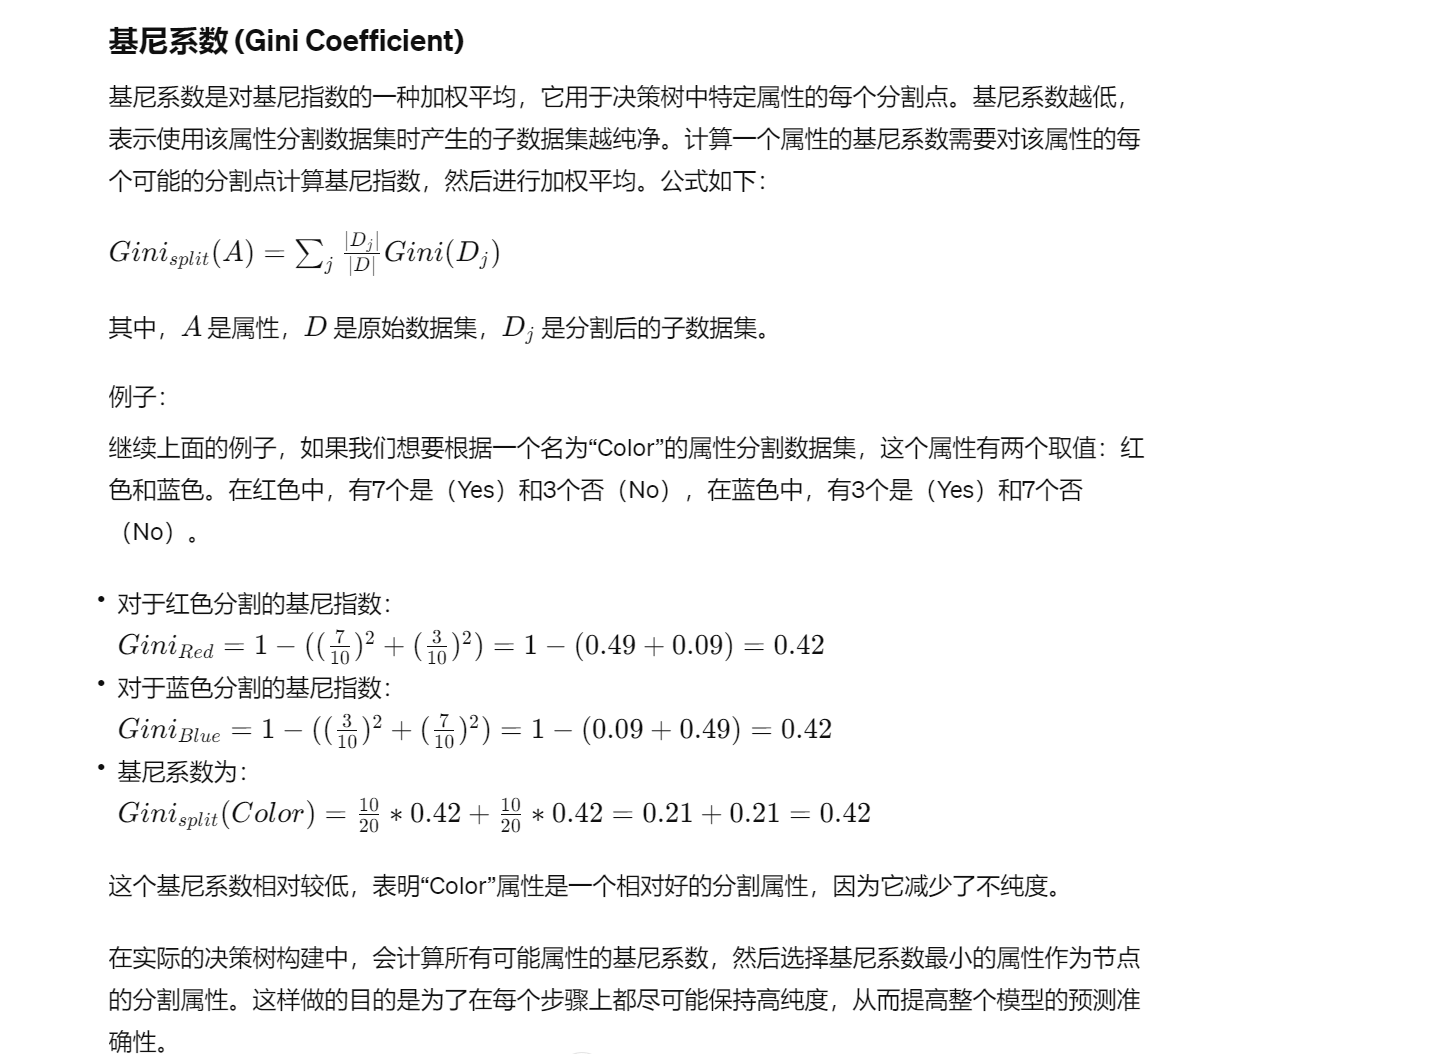 基尼系数 (Gini Coefficient)
基尼系数是对基尼指数的一种加权平均，它用于决策树中特定属性的每个分割点。基尼系数越低，
表示使用该属性分割数据集时产生的子数据集越纯净。计算一个属性的基尼系数需要对该属性的每
个可能的分割点计算基尼指数，然后进行加权平均。公式如下：
$Gini_{split}(A) = \sum_j \frac{|D_j|}{|D|} Gini(D_j)$
其中，$A$ 是属性，$D$ 是原始数据集，$D_j$ 是分割后的子数据集。
例子：
继续上面的例子，如果我们想要根据一个名为“Color”的属性分割数据集，这个属性有两个取值：红
色和蓝色。在红色中，有7个是（Yes）和3个否（No），在蓝色中，有3个是（Yes）和7个否
（No）。
• 对于红色分割的基尼指数：
$Gini_{Red} = 1 - ((\frac{7}{10})^2 + (\frac{3}{10})^2) = 1 - (0.49 + 0.09) = 0.42$
• 对于蓝色分割的基尼指数：
$Gini_{Blue} = 1 - ((\frac{3}{10})^2 + (\frac{7}{10})^2) = 1 - (0.09 + 0.49) = 0.42$
• 基尼系数为：
$Gini_{split}(Color) = \frac{10}{20} * 0.42 + \frac{10}{20} * 0.42 = 0.21 + 0.21 = 0.42$
这个基尼系数相对较低，表明“Color”属性是一个相对好的分割属性，因为它减少了不纯度。
在实际的决策树构建中，会计算所有可能属性的基尼系数，然后选择基尼系数最小的属性作为节点
的分割属性。这样做的目的是为了在每个步骤上都尽可能保持高纯度，从而提高整个模型的预测准
确性。